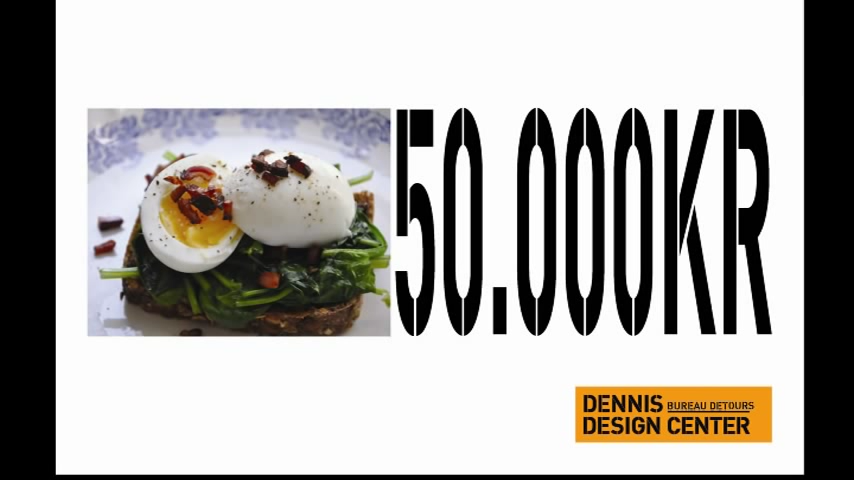 50.000KR
DENNIS BUREAU DETOURS
DESIGN CENTER